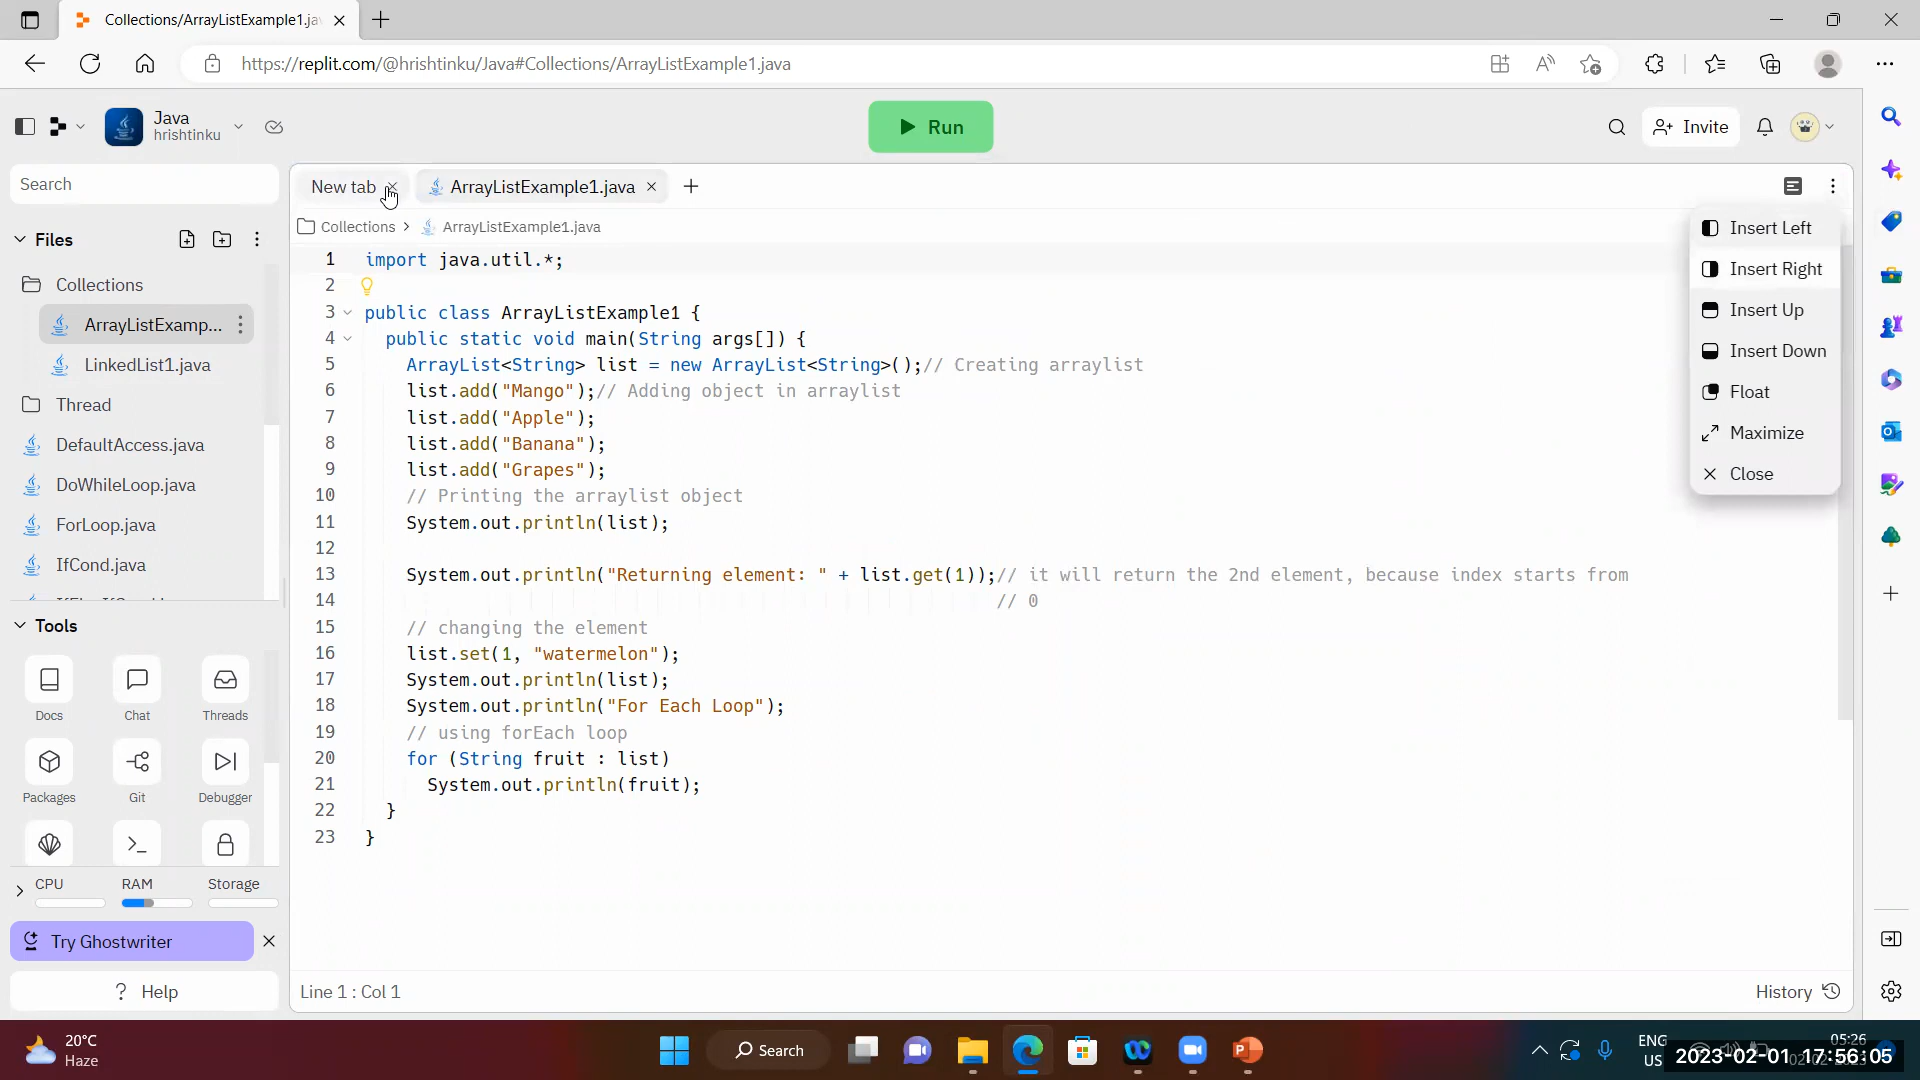 Collections/ArrayListExample1.ja
https://replit.com/@hrishtinku/Java#Collections/ArrayListExample1.java
Java
hrishtinku
Run
Invite
Search
New tab
ArrayListExample1.java
Files
Collections
ArrayListExamp...
LinkedList1.java
Thread
DefaultAccess.java
DoWhileLoop.java
ForLoop.java
IfCond.java
Tools
Docs
Chat
Threads
Packages
Git
Debugger
CPU
RAM
Storage
Try Ghostwriter
? Help
Collections > ArrayListExample1.java
1 import java.util.*;
2
3 public class ArrayListExample1 {
4 public static void main(String args[]) {
5 ArrayList<String> list = new ArrayList<String>();// Creating arraylist
6 list.add("Mango");// Adding object in arraylist
7 list.add("Apple");
8 list.add("Banana");
9 list.add("Grapes");
10 // Printing the arraylist object
11 System.out.println(list);
12
13 System.out.println("Returning element: " + list.get(1));// it will return the 2nd element, because index starts from
14 // 0
15 // changing the element
16 list.set(1, "watermelon");
17 System.out.println(list);
18 System.out.println("For Each Loop");
19 // using forEach loop
20 for (String fruit : list)
21 System.out.println(fruit);
22 }
23 }
Insert Left
Insert Right
Insert Up
Insert Down
Float
Maximize
Close
Line 1 : Col 1
History
20°C
Haze
Search
ENG
US
05:26
2023-02-01 17:56:05